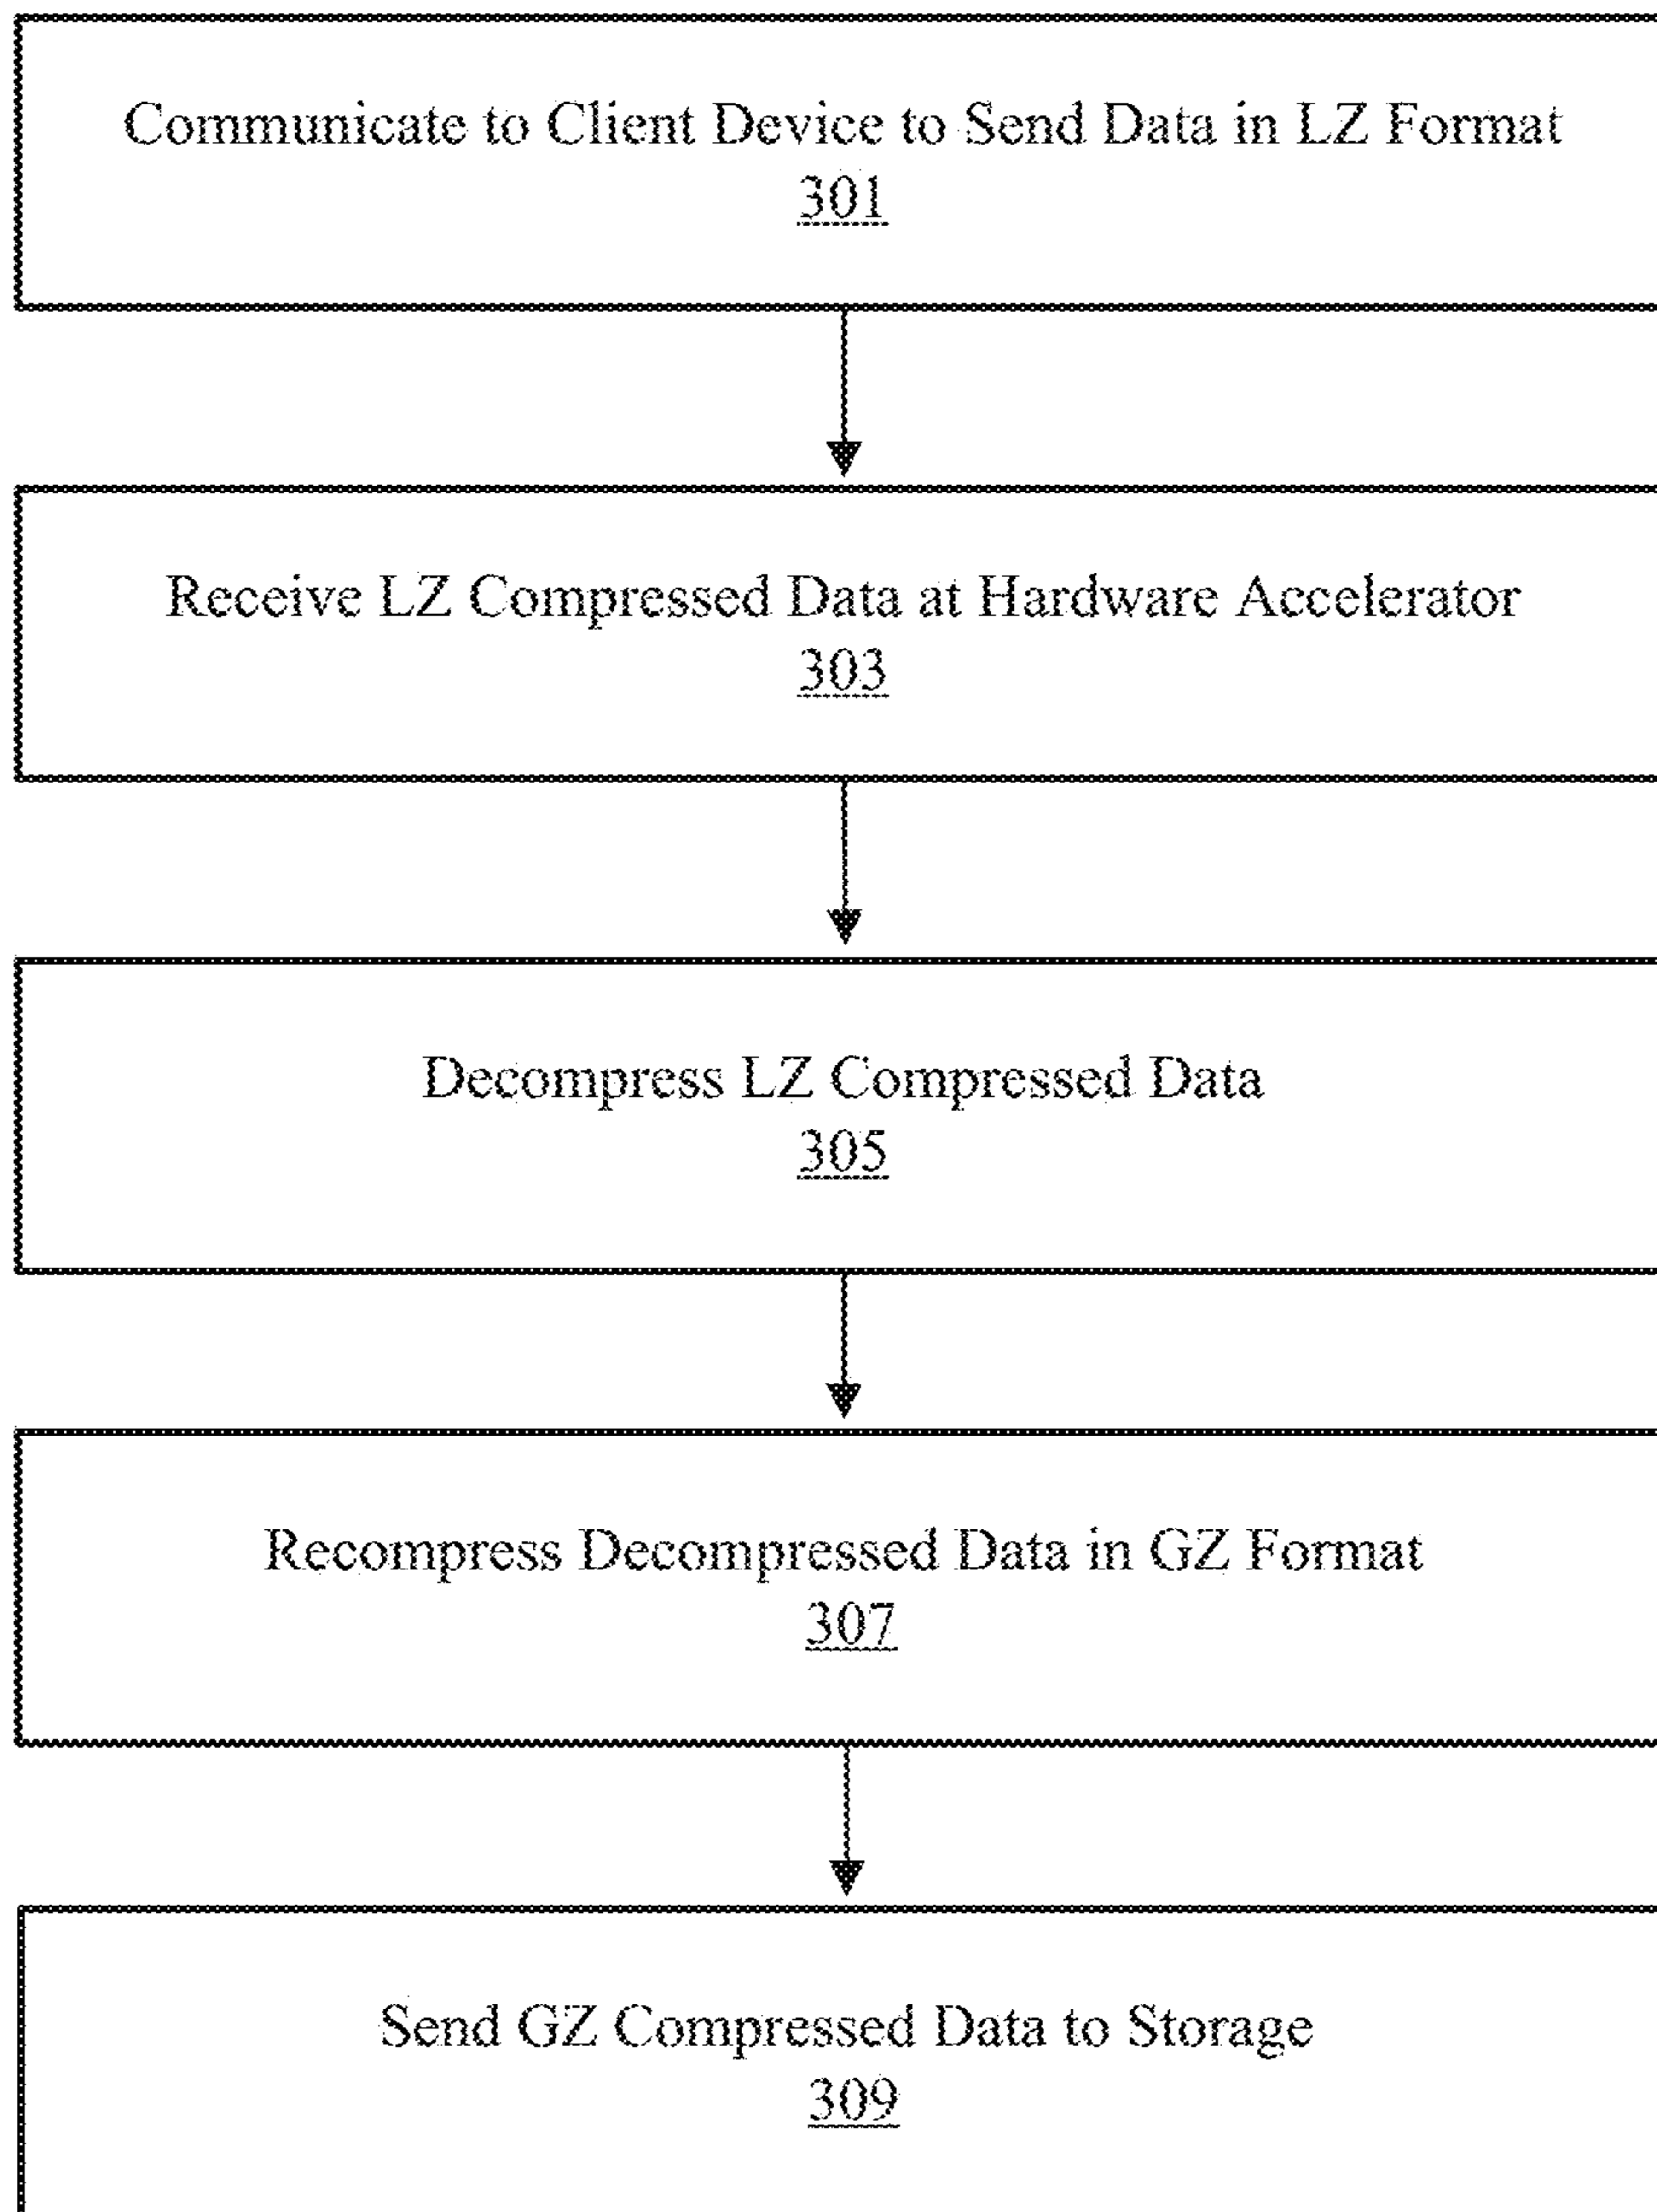 Communicate to Client Device to Send Data in LZ Format
301
Receive LZ Compressed Data at Hardware Accelerator
303
Decompress LZ Compressed Data
305
Recompress Decompressed Data in GZ Format
307
Send GZ Compressed Data to Storage
309